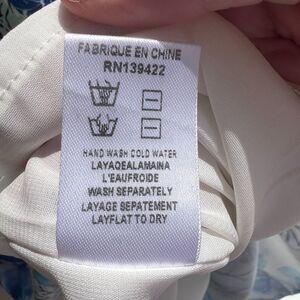 FABRIQUE EN CHINE
RN139422
HAND WASH COLD WATER
LAYAQEALAMAINA
L'EAUFROIDE
WASH SEPARATELY
LAYAGE SEPATEMENT
LAYFLAT TO DRY